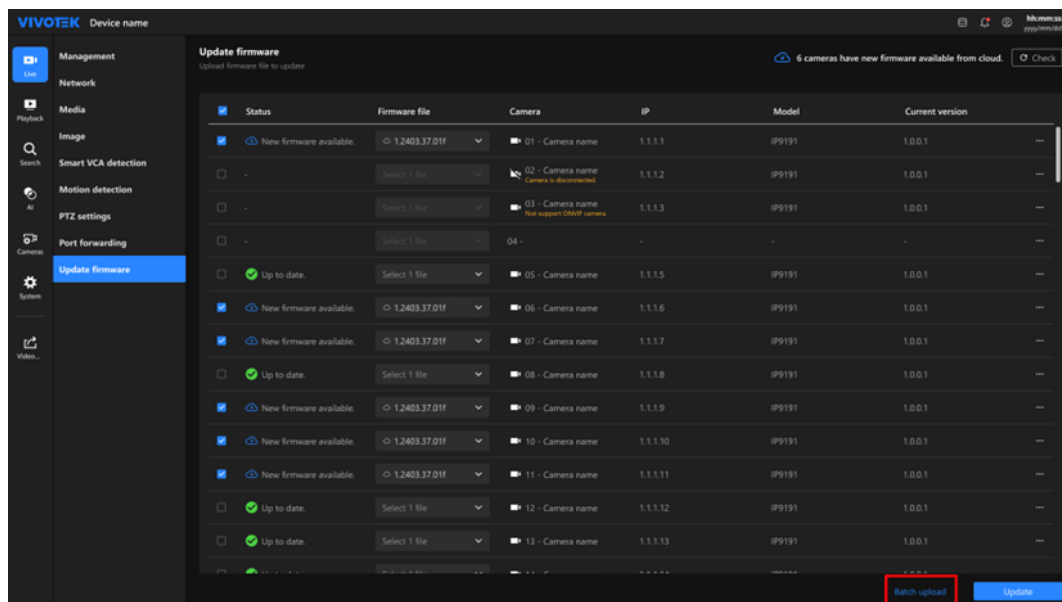 VIVOTEK Device name hh:mm:ss
yyyy/mm/dd
Live
Playback
Search
AI
Cameras
System
Video...
Management
Network
Media
Image
Smart VCA detection
Motion detection
PTZ settings
Port forwarding
Update firmware
Update firmware
Upload firmware file to update
6 cameras have new firmware available from cloud. Check
Status Firmware file Camera IP Model Current version
New firmware available. 1.2403.37.01f 01 - Camera name 1.1.1.1 IP9191 1.0.0.1 ...
- Select 1 file 02 - Camera name 1.1.1.2 IP9191 1.0.0.1 ...
Camera is disconnected.
- Select 1 file 03 - Camera name 1.1.1.3 IP9191 1.0.0.1 ...
Not support ONVIF camera.
- Select 1 file 04 - - - - ...
Up to date. Select 1 file 05 - Camera name 1.1.1.5 IP9191 1.0.0.1 ...
New firmware available. 1.2403.37.01f 06 - Camera name 1.1.1.6 IP9191 1.0.0.1 ...
New firmware available. 1.2403.37.01f 07 - Camera name 1.1.1.7 IP9191 1.0.0.1 ...
Up to date. Select 1 file 08 - Camera name 1.1.1.8 IP9191 1.0.0.1 ...
New firmware available. 1.2403.37.01f 09 - Camera name 1.1.1.9 IP9191 1.0.0.1 ...
New firmware available. 1.2403.37.01f 10 - Camera name 1.1.1.10 IP9191 1.0.0.1 ...
New firmware available. 1.2403.37.01f 11 - Camera name 1.1.1.11 IP9191 1.0.0.1 ...
Up to date. Select 1 file 12 - Camera name 1.1.1.12 IP9191 1.0.0.1 ...
Up to date. Select 1 file 13 - Camera name 1.1.1.13 IP9191 1.0.0.1 ...
Batch upload Update